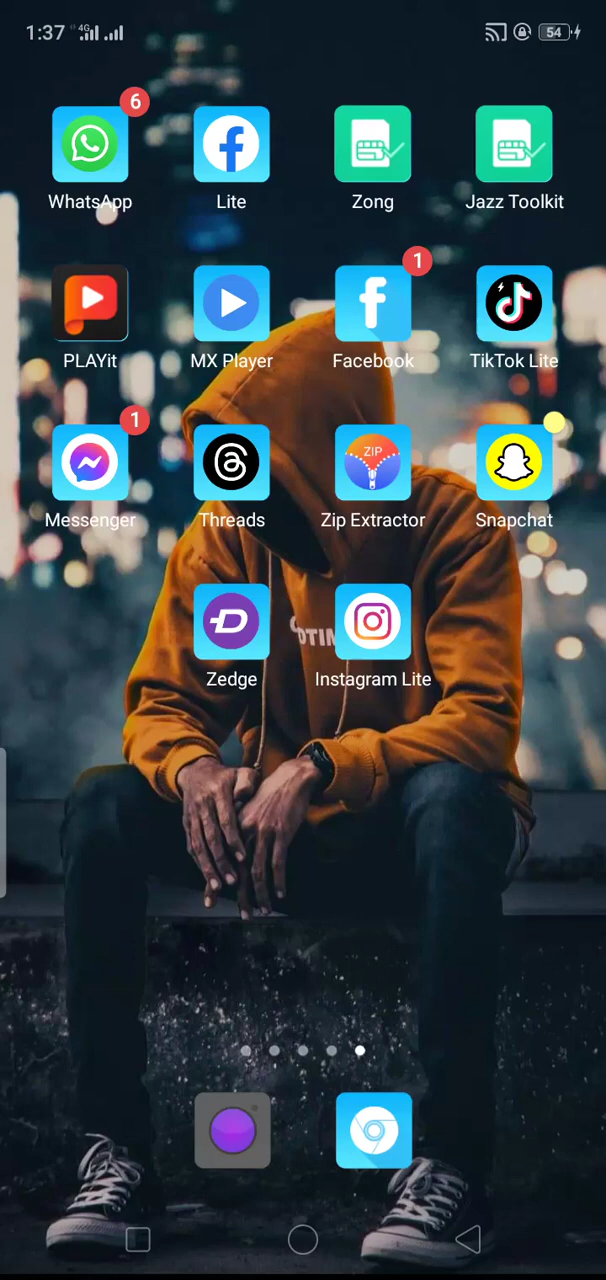 1:37 4G 54
6
WhatsApp Lite Zong Jazz Toolkit
1
PLAYit MX Player Facebook TikTok Lite
1
ZIP
Messenger Threads Zip Extractor Snapchat
Zedge Instagram Lite